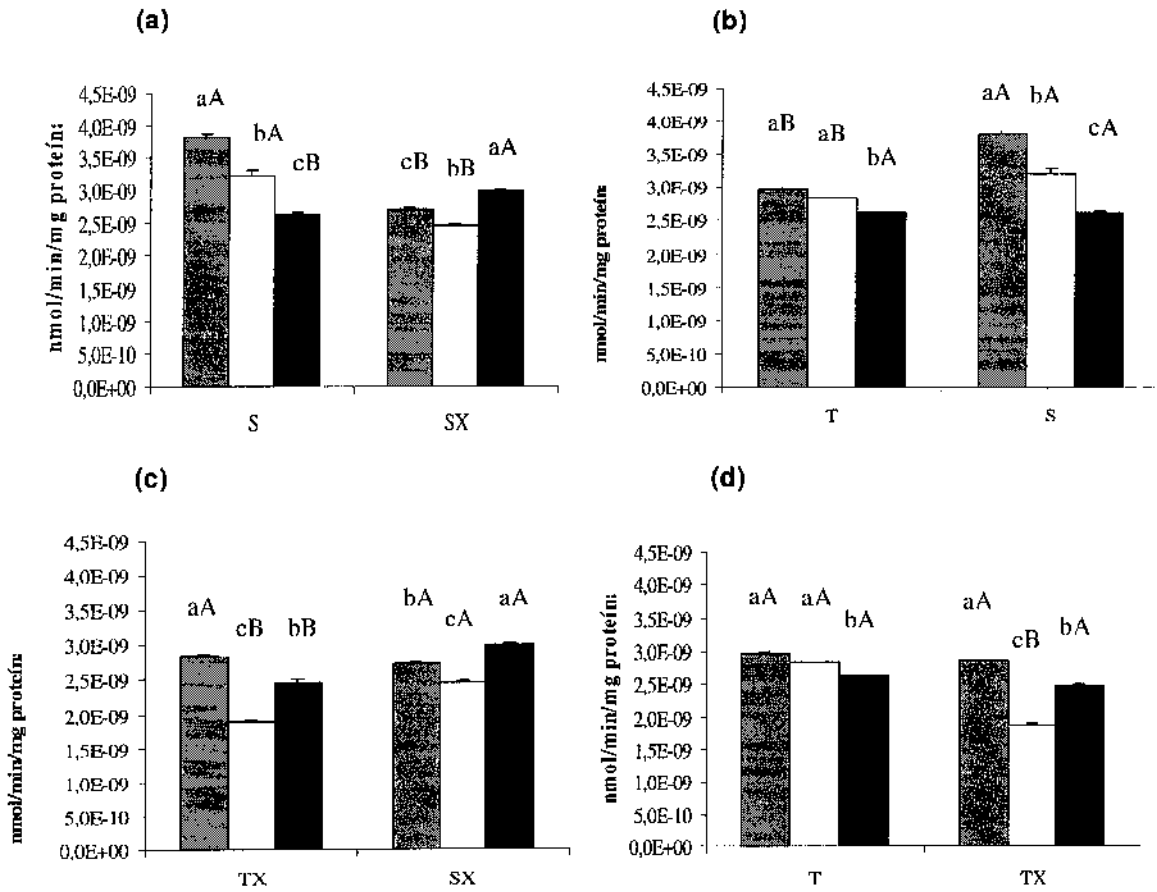 (a)
nmol/min/mg proteín:
4,5E-09
4,0E-09
3,5E-09
3,0E-09
2,5E-09
2,0E-09
1,5E-09
1,0E-09
5,0E-10
0,0E+00
aA
bA
cB
cB
bB
aA
S SX
(b)
nmol/min/mg protein:
4,5E-09
4,0E-09
3,5E-09
3,0E-09
2,5E-09
2,0E-09
1,5E-09
1,0E-09
5,0E-10
0,0E+00
aB aB bA
aA bA cA
T S
(c)
nmol/min/mg proteín:
4,5E-09
4,0E-09
3,5E-09
3,0E-09
2,5E-09
2,0E-09
1,5E-09
1,0E-09
5,0E-10
0,0E+00
aA cB bB
bA cA aA
TX SX
(d)
nmol/min/mg proteín:
4,5E-09
4,0E-09
3,5E-09
3,0E-09
2,5E-09
2,0E-09
1,5E-09
1,0E-09
5,0E-10
0,0E+00
aA aA bA
aA cB bA
T TX